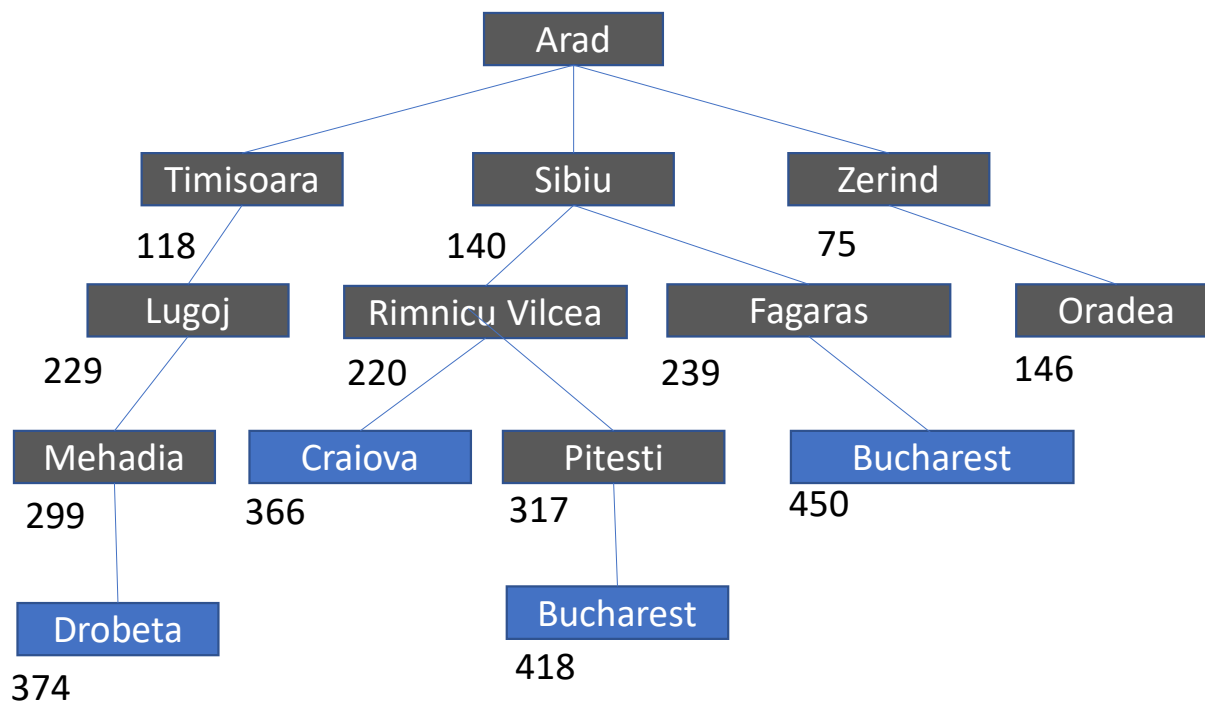 Arad
Timisoara
Sibiu
Zerind
118
140
75
Lugoj
Rimnicu Vilcea
Fagaras
Oradea
229
220
239
146
Mehadia
Craiova
Pitesti
Bucharest
299
366
317
450
Drobeta
Bucharest
374
418